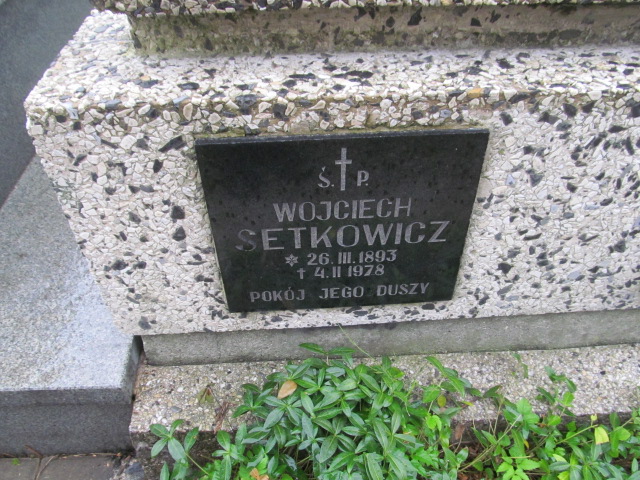 Ś. ✝ P.
WOJCIECH
SETKOWICZ
* 26.III.1893
† 4.II 1978
POKÓJ JEGO DUSZY